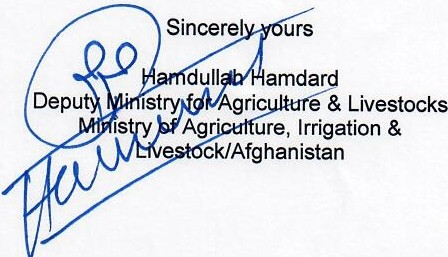 Sincerely yours
Hamdullah Hamdard
Deputy Ministry for Agriculture & Livestocks
Ministry of Agriculture, Irrigation &
Livestock/Afghanistan